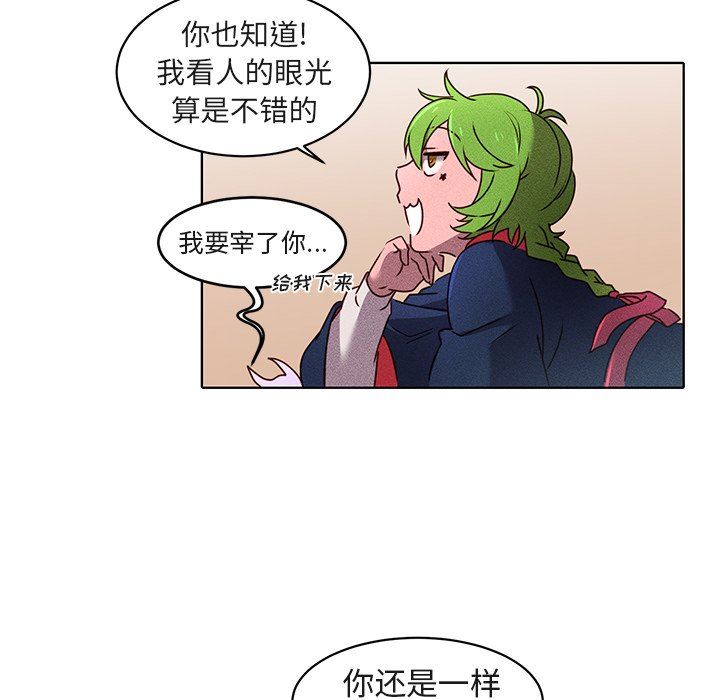 你也知道!
我看人的眼光
算是不错的
我要宰了你...
给我下来
你还是一样